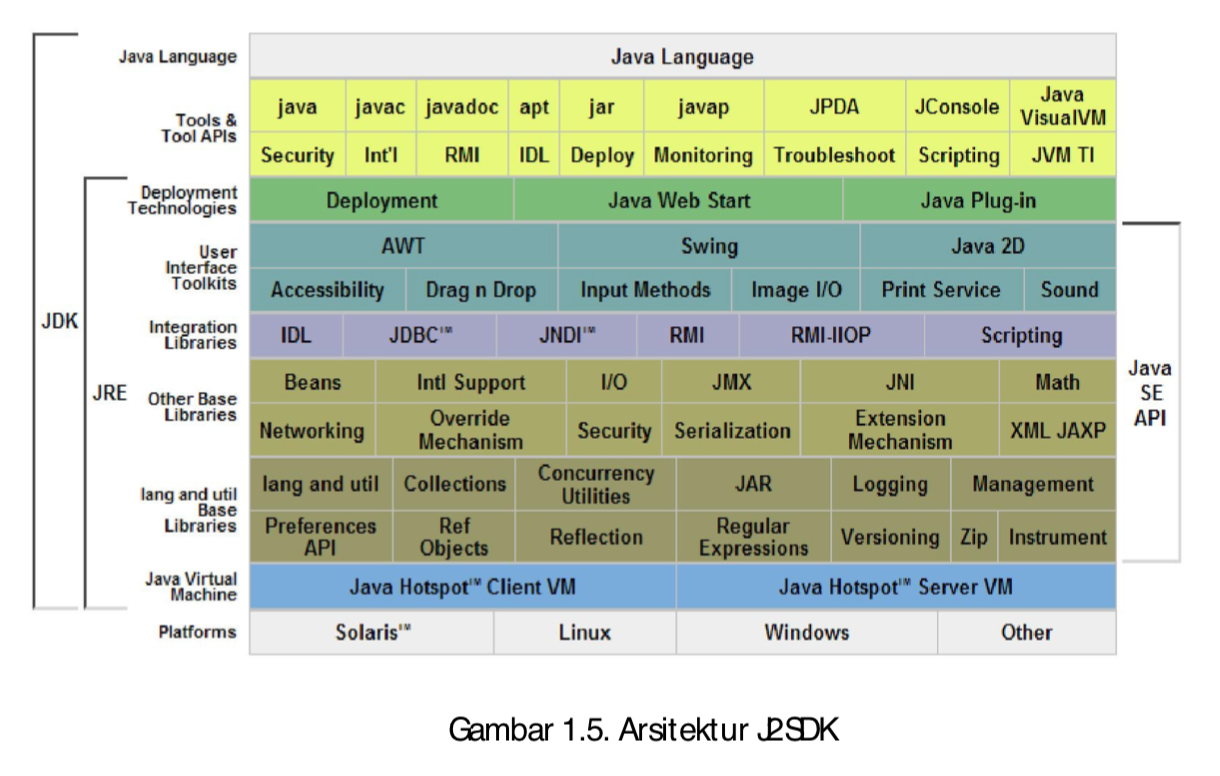 Java Language Java Language
Tools &
Tool APIs
java javac javadoc apt jar javap JPDA JConsole Java
VisualVM
Security Int'l RMI IDL Deploy Monitoring Troubleshoot Scripting JVM TI
Deployment
Technologies
Deployment Java Web Start Java Plug-in
User
Interface
Toolkits
AWT Swing Java 2D
Accessibility Drag n Drop Input Methods Image I/O Print Service Sound
JDK
Integration
Libraries
IDL JDBC™ JNDI™ RMI RMI-IIOP Scripting
JRE
Other Base
Libraries
Beans Intl Support I/O JMX JNI Math
Networking Override
Mechanism Security Serialization Extension
Mechanism XML JAXP
Java
SE
API
lang and util
Base
Libraries
lang and util Collections Concurrency
Utilities JAR Logging Management
Preferences
API Ref
Objects Reflection Regular
Expressions Versioning Zip Instrument
Java Virtual
Machine
Java Hotspot™ Client VM Java Hotspot™ Server VM
Platforms Solaris™ Linux Windows Other
Gambar 1.5. Arsitektur J2SDK